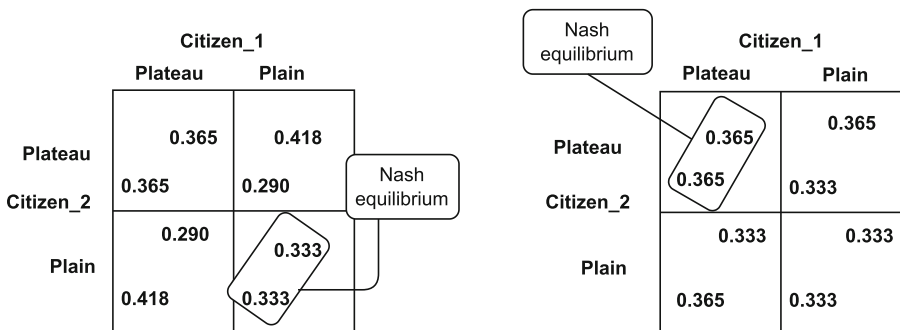 Citizen_1
Plateau Plain
Plateau
0.365 0.418
0.365 0.290
Citizen_2
Nash
equilibrium
Plain
0.290 0.333
0.418 0.333
Nash
equilibrium
Citizen_1
Plateau Plain
Plateau
0.365 0.365
0.365 0.333
Citizen_2
Plain
0.333 0.333
0.365 0.333